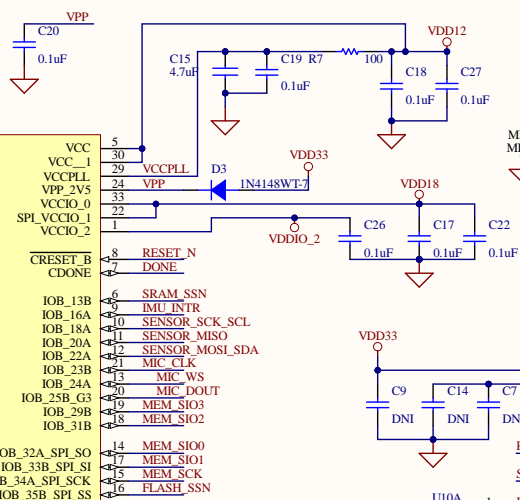 VPP
C20
0.1uF
VDD12
C15
4.7uF
C19
0.1uF
R7
100
C18
0.1uF
C27
0.1uF
VCC 5
VCC__1 30
VCCPLL 29 VCCPLL
VPP_2V5 24 VPP
D3
1N4148WT-7
VDD33
VCCIO_0 33
SPI_VCCIO_1 22
VCCIO_2 1
VDD18
VDDIO_2
C26
0.1uF
C17
0.1uF
C22
0.1uF
CRESET_B 8 RESET_N
CDONE 7 DONE
IOB_13B 6 SRAM_SSN
IOB_16A 9 IMU_INTR
IOB_18A 10 SENSOR_SCK_SCL
IOB_20A 11 SENSOR_MISO
IOB_22A 12 SENSOR_MOSI_SDA
IOB_23B 21 MIC_CLK
IOB_24A 13 MIC_WS
IOB_25B_G3 20 MIC_DOUT
IOB_29B 19 MEM_SIO3
IOB_31B 18 MEM_SIO2
OB_32A_SPI_SO 14 MEM_SIO0
IOB_33B_SPI_SI 17 MEM_SIO1
B_34A_SPI_SCK 15 MEM_SCK
OB_35B_SPI_SS 16 FLASH_SSN
VDD33
C9
DNI
C14
DNI
C7
DN
U10A